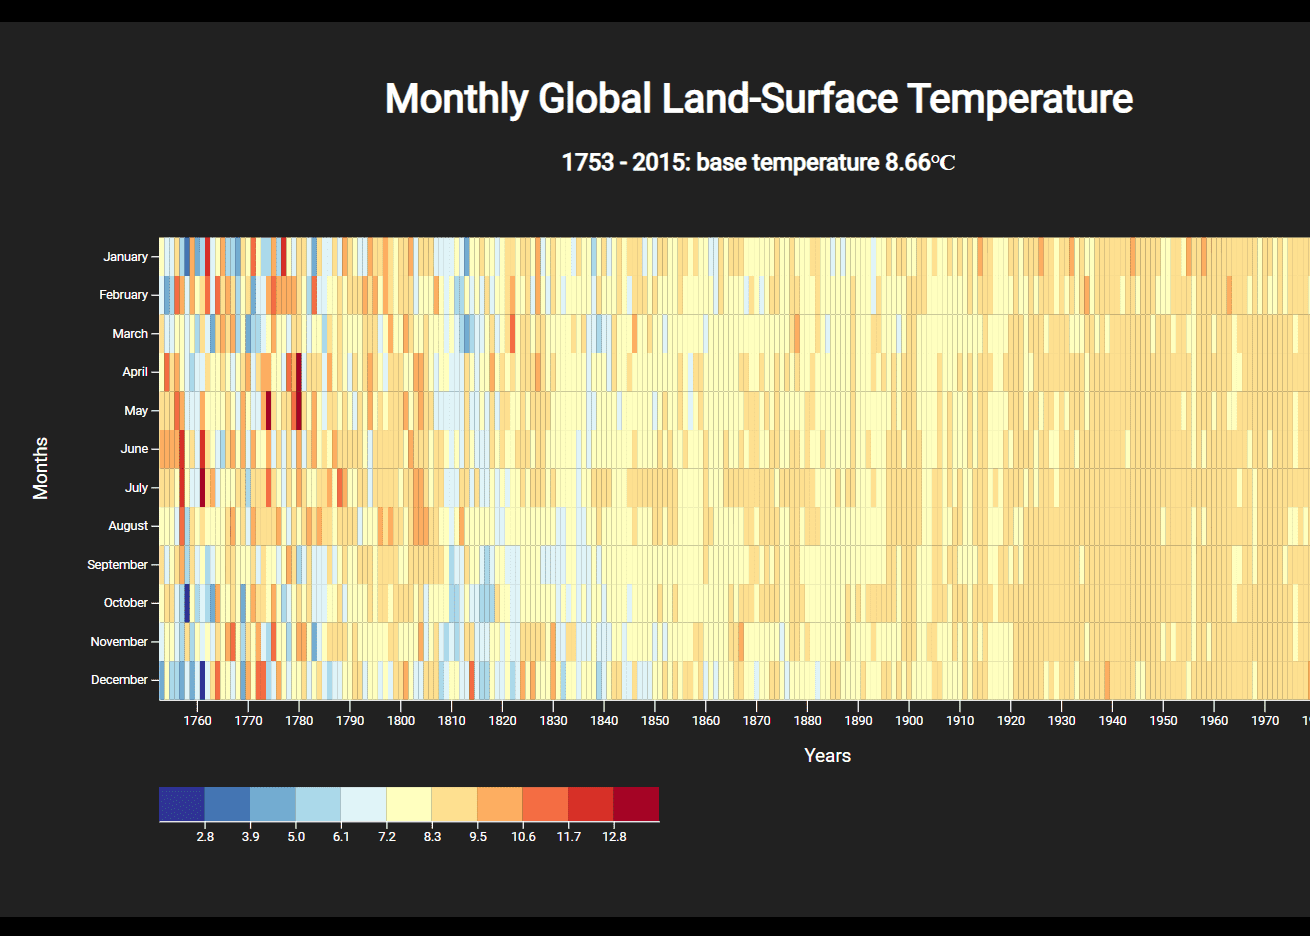 Monthly Global Land-Surface Temperature
1753 - 2015: base temperature 8.66℃
January
February
March
April
May
June
July
August
September
October
November
December
Months
1760 1770 1780 1790 1800 1810 1820 1830 1840 1850 1860 1870 1880 1890 1900 1910 1920 1930 1940 1950 1960 1970
Years
2.8 3.9 5.0 6.1 7.2 8.3 9.5 10.6 11.7 12.8